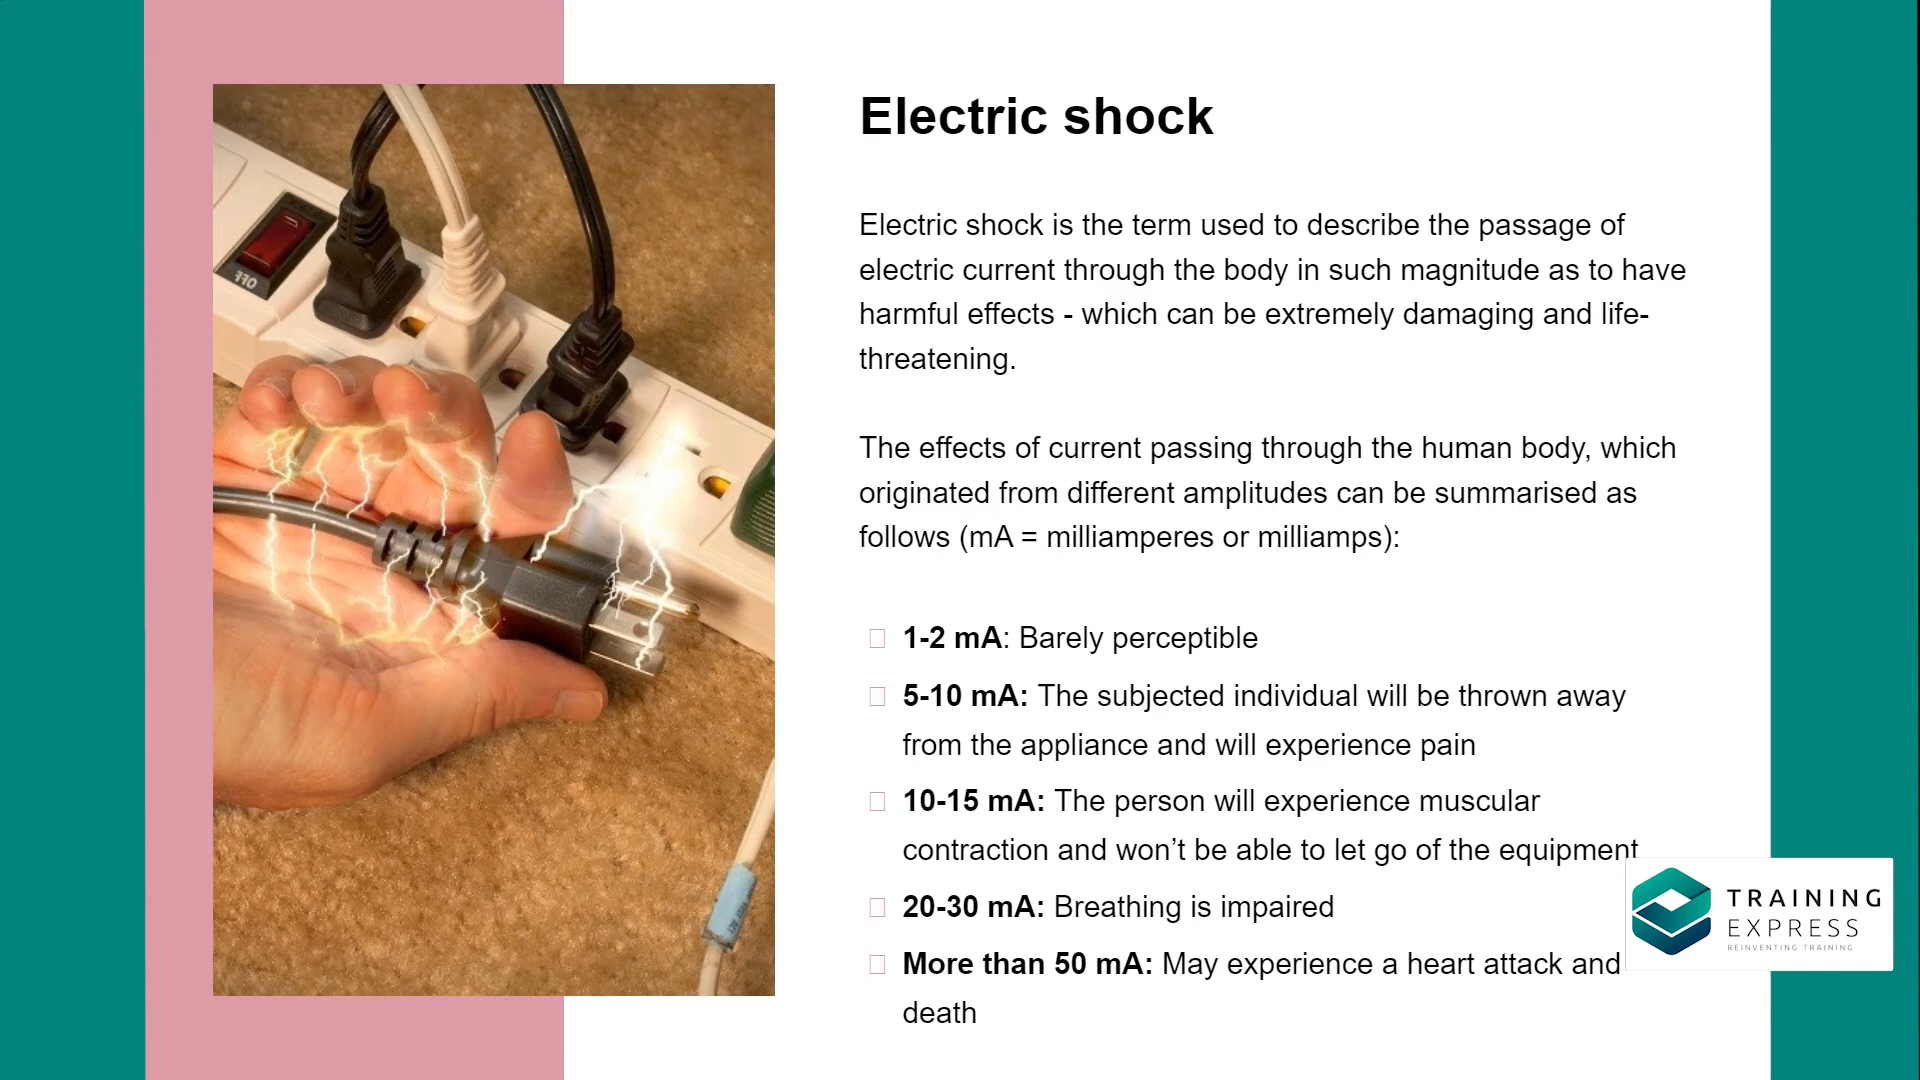 Electric shock
Electric shock is the term used to describe the passage of
electric current through the body in such magnitude as to have
harmful effects - which can be extremely damaging and life-
threatening.
The effects of current passing through the human body, which
originated from different amplitudes can be summarised as
follows (mA = milliamperes or milliamps):
1-2 mA: Barely perceptible
5-10 mA: The subjected individual will be thrown away
from the appliance and will experience pain
10-15 mA: The person will experience muscular
contraction and won’t be able to let go of the equipment
20-30 mA: Breathing is impaired
More than 50 mA: May experience a heart attack and
death
OFF
TRAINING
EXPRESS
REINVENTING TRAINING